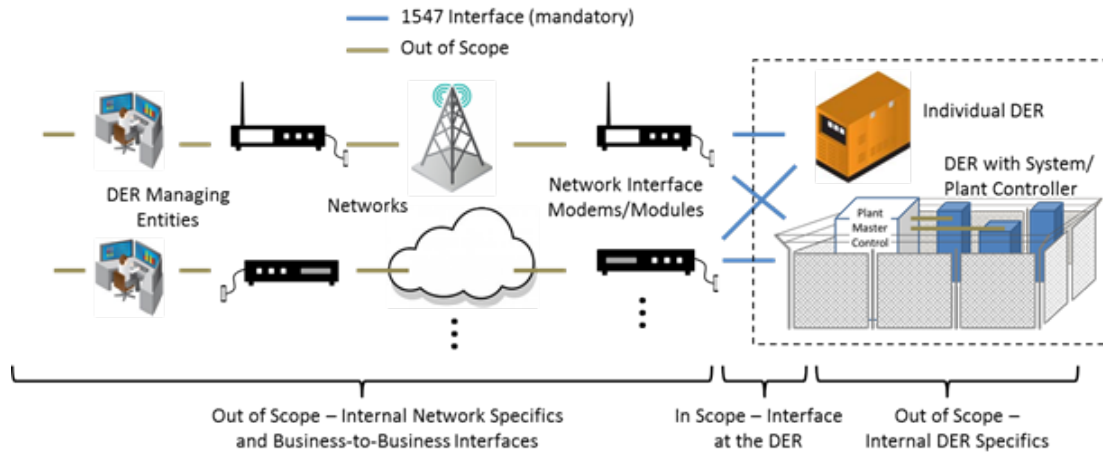 1547 Interface (mandatory)
Out of Scope
Individual DER
DER with System/
Plant Controller
DER Managing
Entities
Networks
Network Interface
Modems/Modules
Plant
Master
Control
Out of Scope – Internal Network Specifics
and Business-to-Business Interfaces
In Scope – Interface
at the DER
Out of Scope –
Internal DER Specifics